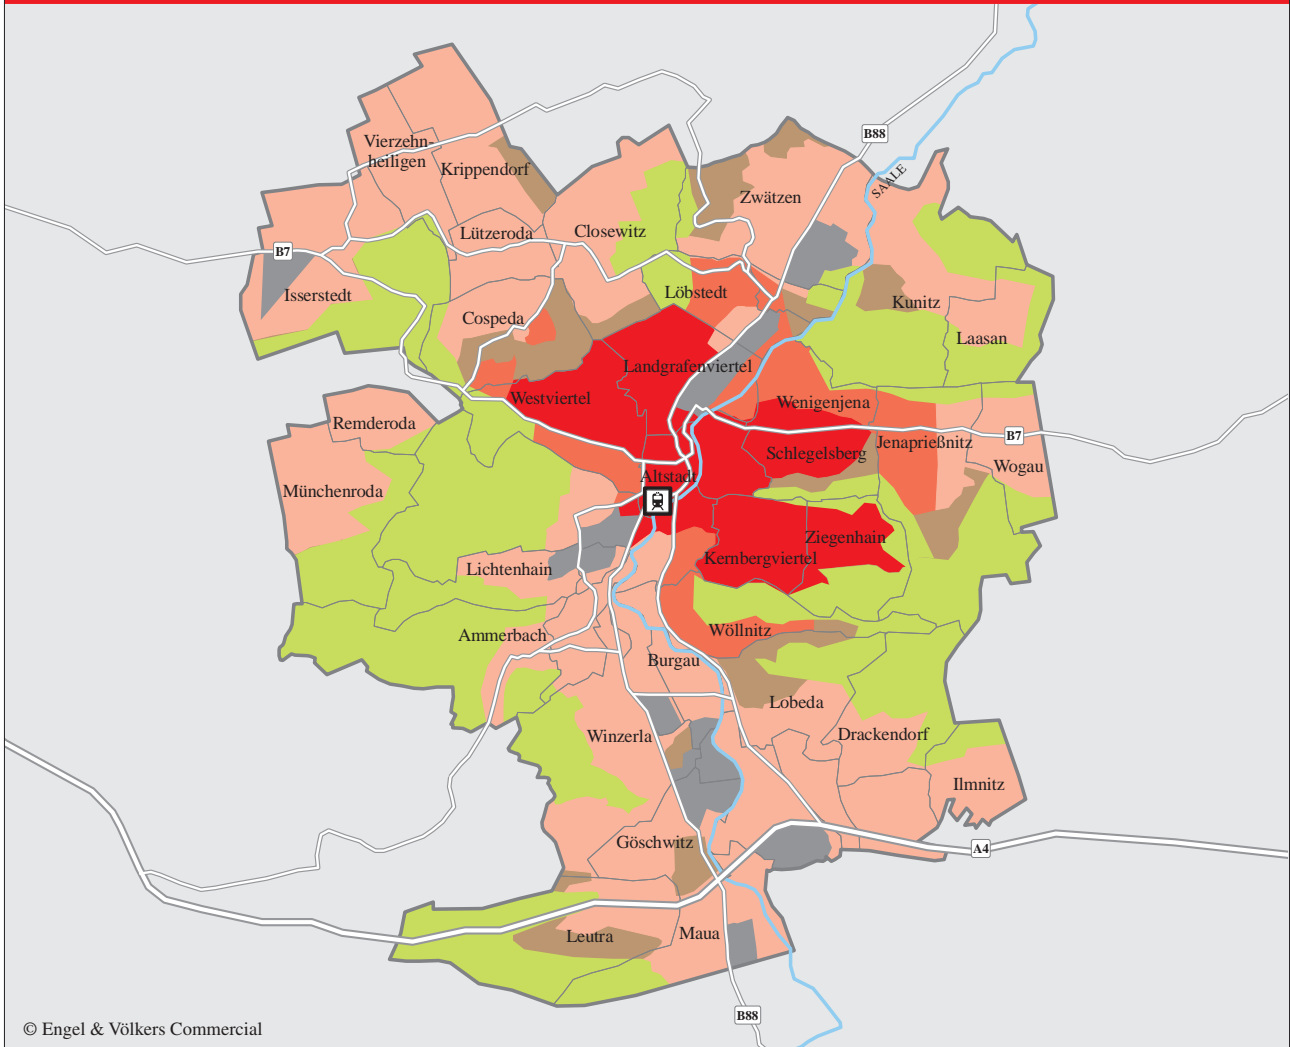 B88
Vierzehn-
heiligen
Krippendorf
SAALE
Zwätzen
Lützeroda
Closewitz
B7
Isserstedt
Löbstedt
Kunitz
Cospeda
Laasan
Landgrafenviertel
Westviertel
Wenigenjena
Remderoda
Jenaprießnitz
B7
Schlegelsberg
Wogau
Altstadt
Münchenroda
Ziegenhain
Kernbergviertel
Lichtenhain
Wöllnitz
Ammerbach
Burgau
Lobeda
Winzerla
Drackendorf
Ilmnitz
Göschwitz
A4
Leutra
Maua
B88
© Engel & Völkers Commercial